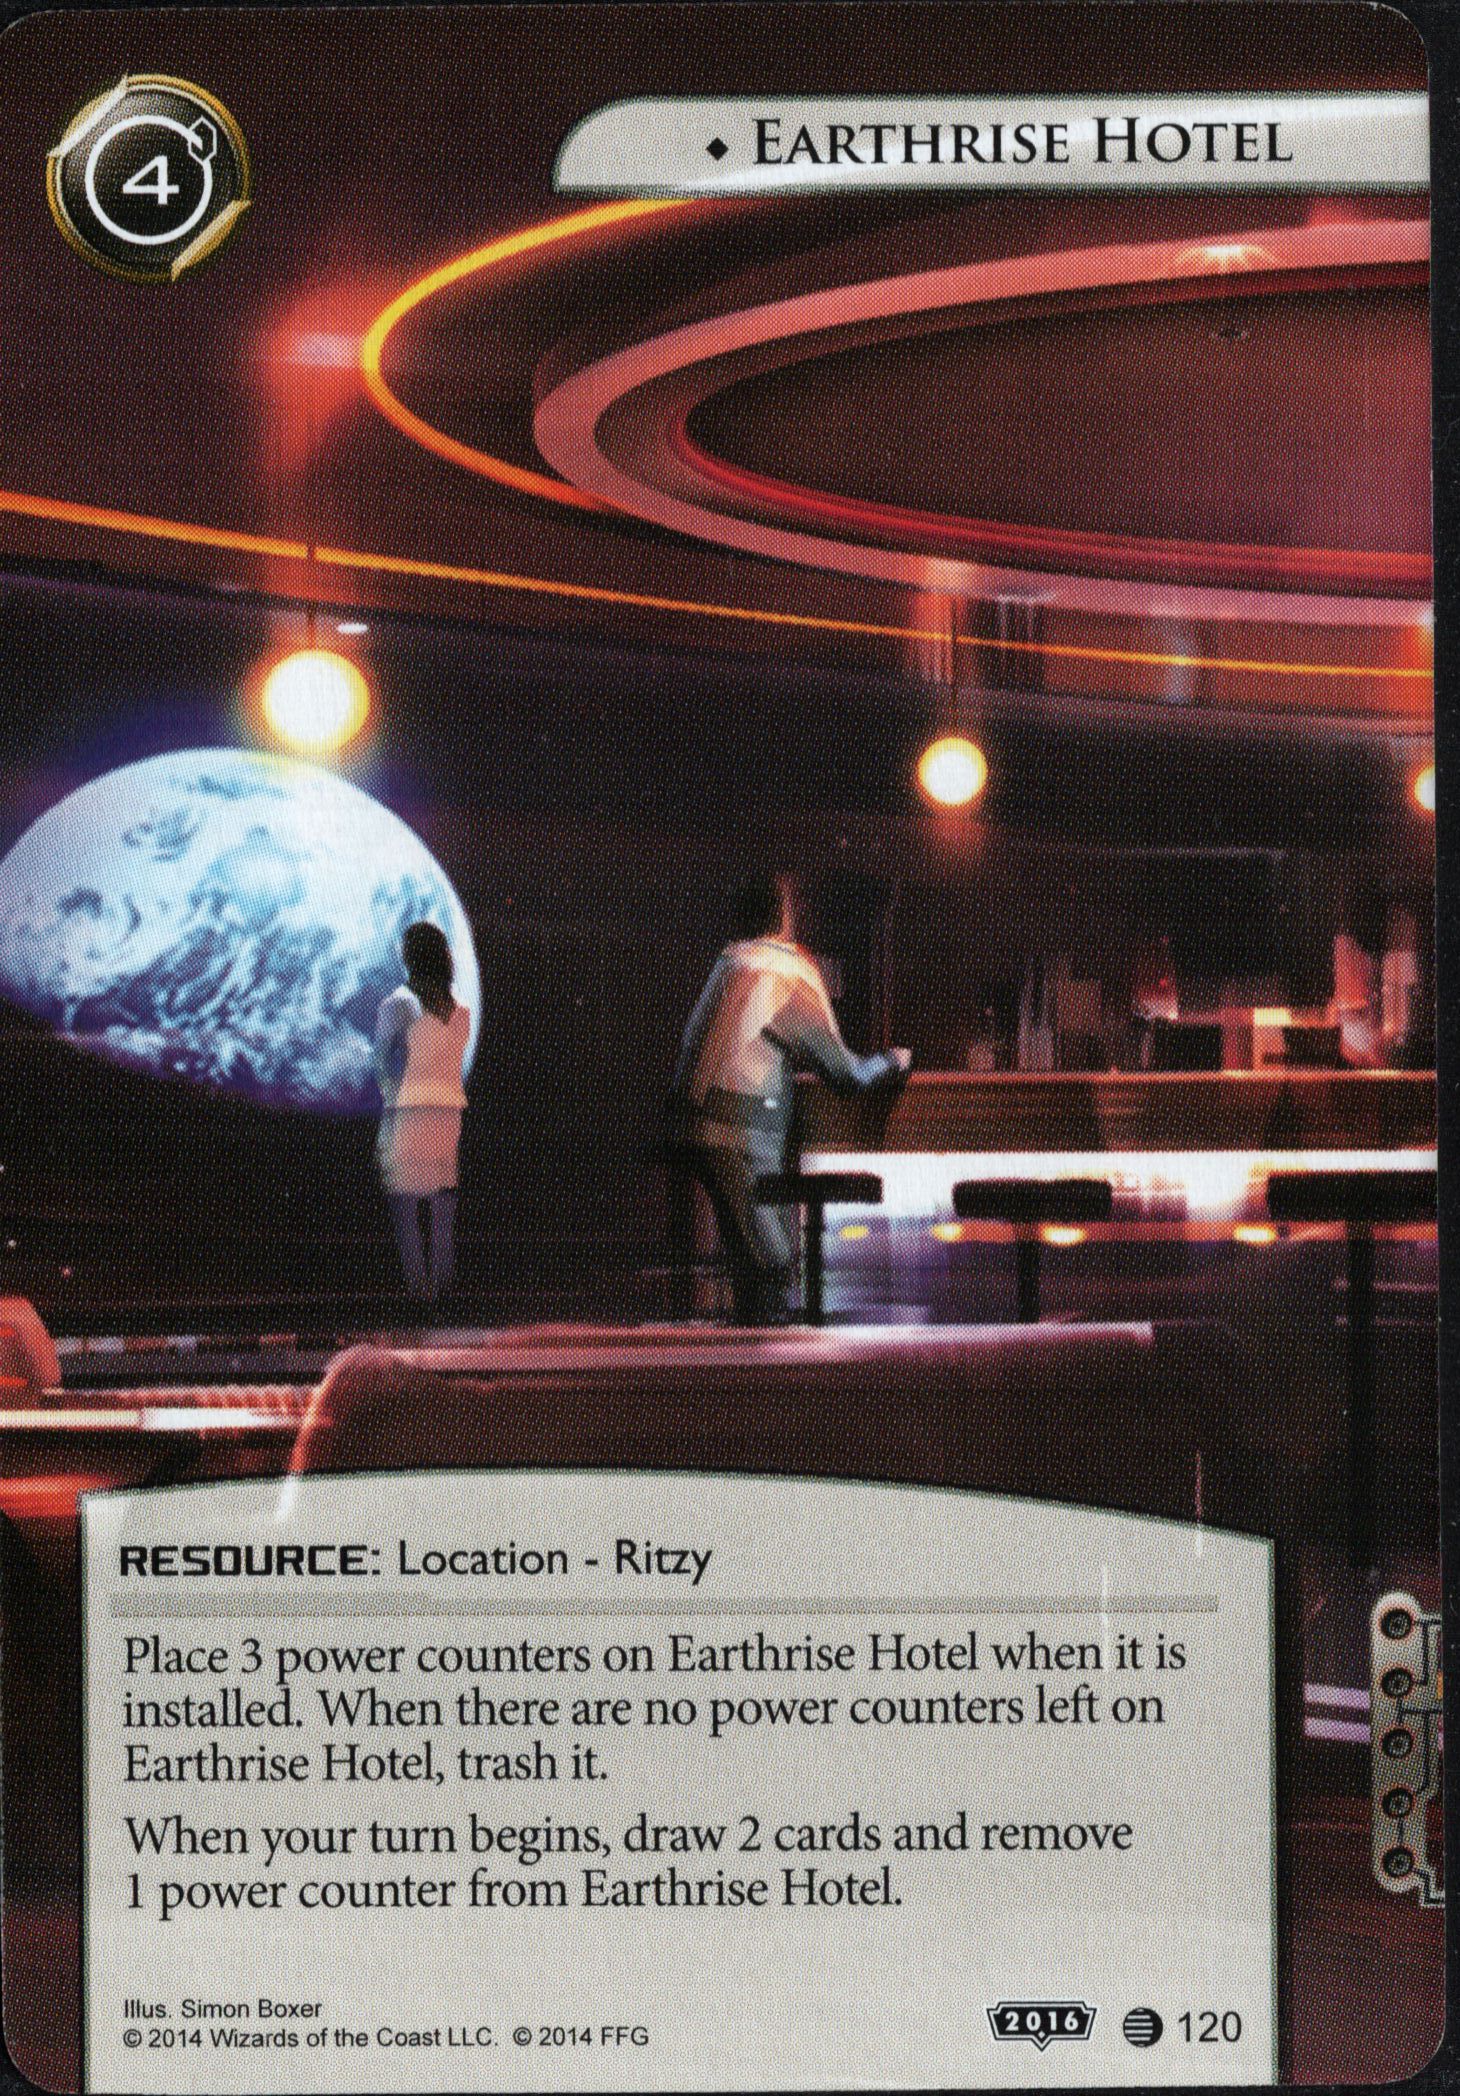 4
◆ EARTHRISE HOTEL
RESOURCE: Location - Ritzy
Place 3 power counters on Earthrise Hotel when it is
installed. When there are no power counters left on
Earthrise Hotel, trash it.
When your turn begins, draw 2 cards and remove
1 power counter from Earthrise Hotel.
Illus. Simon Boxer
© 2014 Wizards of the Coast LLC. © 2014 FFG
2016
120